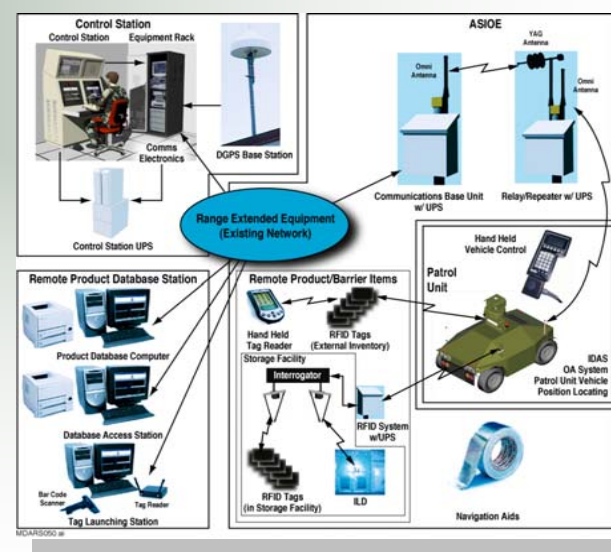 Control Station
Control Station
Equipment Rack
Comms
Electronics
DGPS Base Station
Control Station UPS
ASIOE
YAG
Antenna
Omni
Antenna
Omni
Antenna
Communications Base Unit
w/ UPS
Relay/Repeater w/ UPS
Range Extended Equipment
(Existing Network)
Hand Held
Vehicle Control
Patrol
Unit
IDAS
OA System
Patrol Unit Vehicle
Position Locating
Remote Product Database Station
Product Database Computer
Database Access Station
Bar Code
Scanner
Tag Reader
Tag Launching Station
Remote Product/Barrier Items
Hand Held
Tag Reader
RFID Tags
(External Inventory)
Storage Facility
Interrogator
RFID System
w/UPS
RFID Tags
(in Storage Facility)
ILD
Navigation Aids
MDARS050.ai